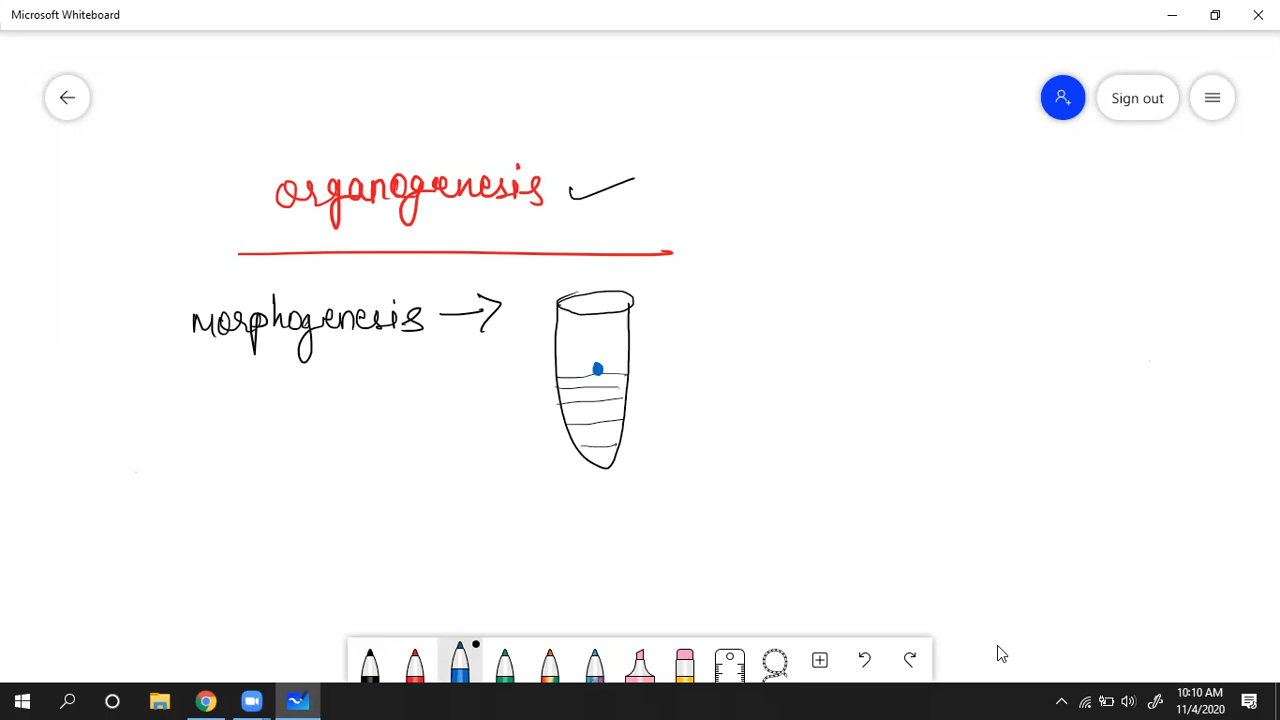 Microsoft Whiteboard
Sign out
organogenesis
morphogenesis
10:10 AM
11/4/2020